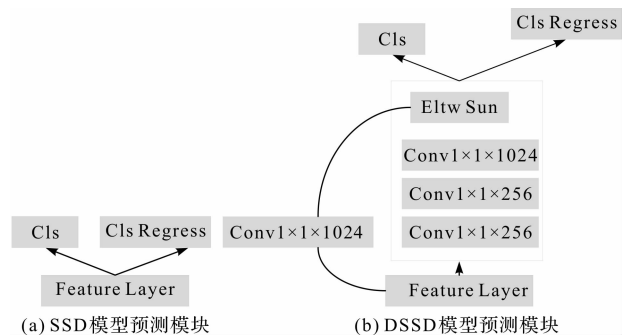 Cls
Cls Regress
Feature Layer
(a) SSD模型预测模块
Cls
Cls Regress
Eltw Sun
Conv1×1×1024
Conv1×1×256
Conv1×1×256
Conv1×1×1024
Feature Layer
(b) DSSD模型预测模块